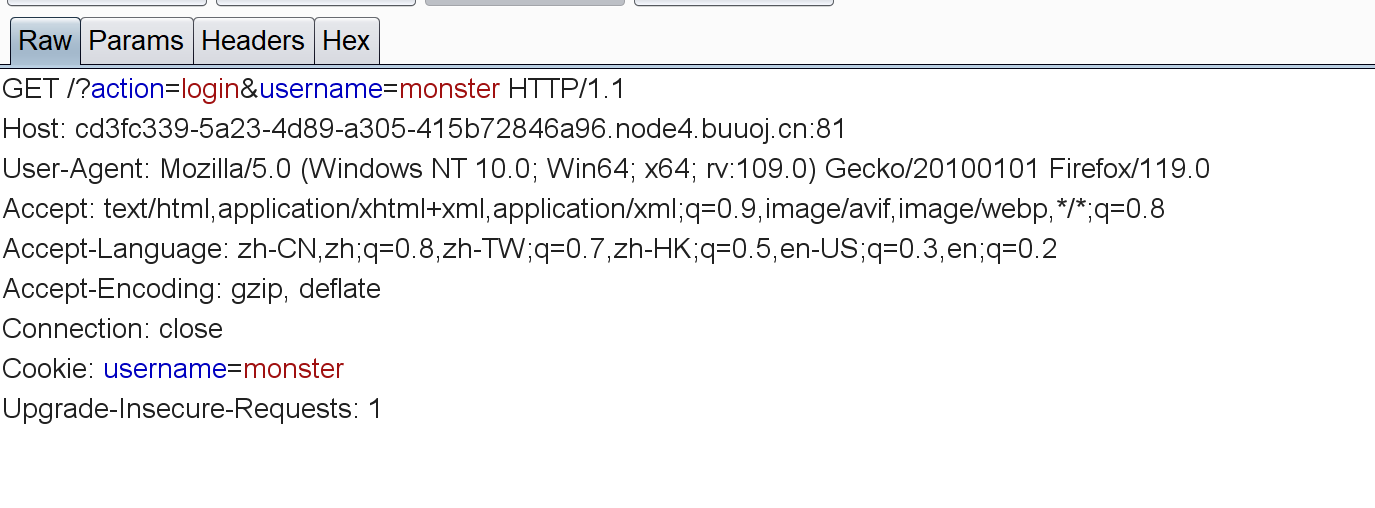 Raw Params Headers Hex
GET /?action=login&username=monster HTTP/1.1
Host: cd3fc339-5a23-4d89-a305-415b72846a96.node4.buuoj.cn:81
User-Agent: Mozilla/5.0 (Windows NT 10.0; Win64; x64; rv:109.0) Gecko/20100101 Firefox/119.0
Accept: text/html,application/xhtml+xml,application/xml;q=0.9,image/avif,image/webp,*/*;q=0.8
Accept-Language: zh-CN,zh;q=0.8,zh-TW;q=0.7,zh-HK;q=0.5,en-US;q=0.3,en;q=0.2
Accept-Encoding: gzip, deflate
Connection: close
Cookie: username=monster
Upgrade-Insecure-Requests: 1